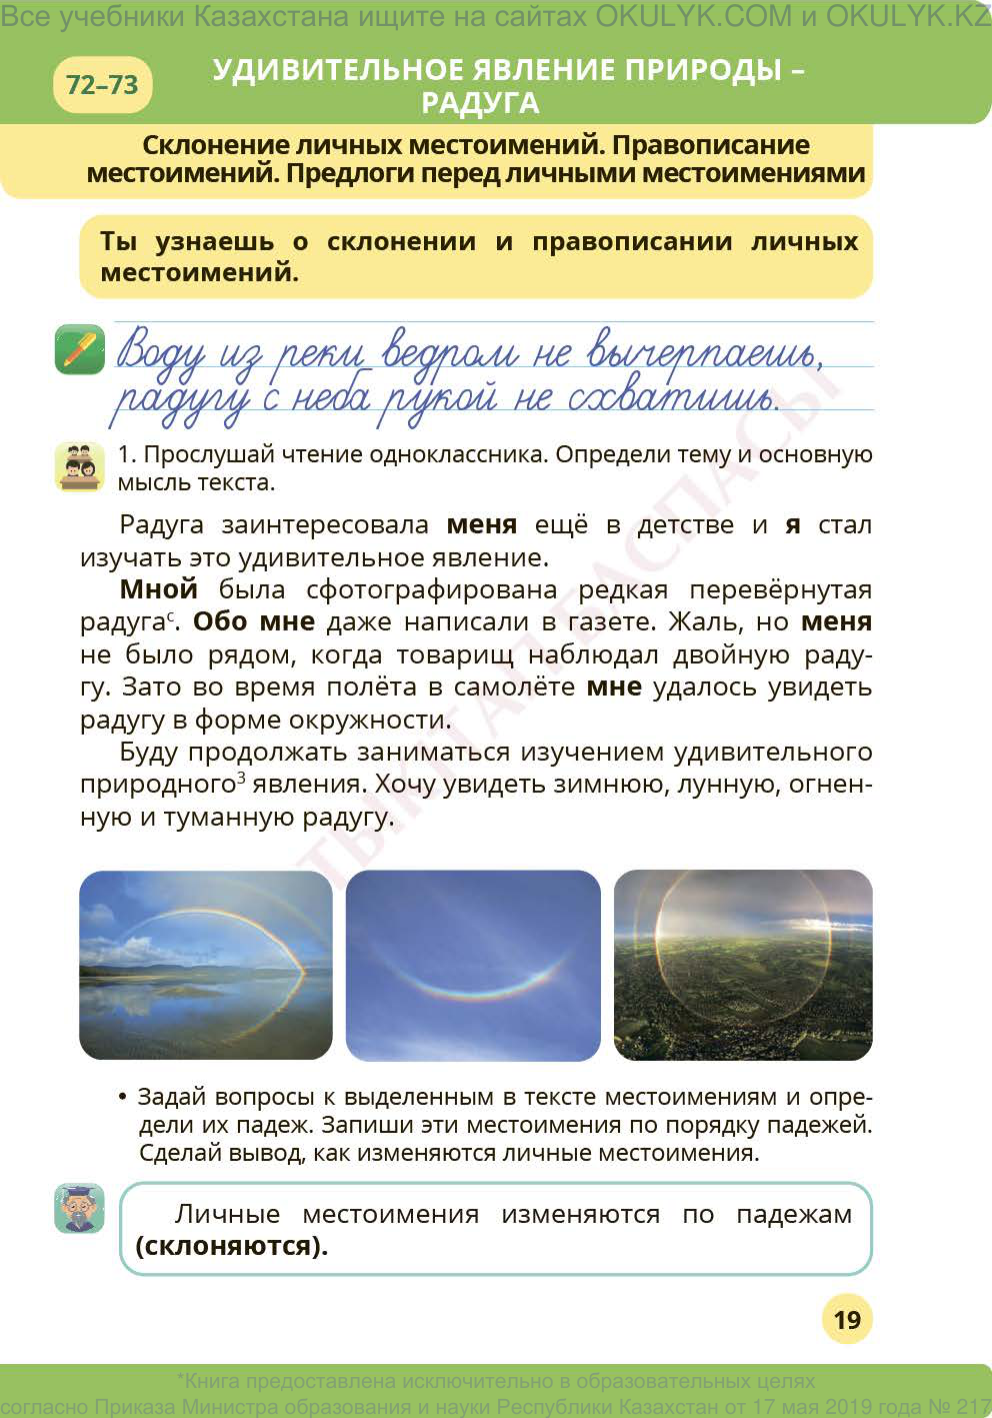 Все учебники Казахстана ищите на сайтах OKULYK.COM и OKULYK.KZ
72–73
УДИВИТЕЛЬНОЕ ЯВЛЕНИЕ ПРИРОДЫ –
РАДУГА
Склонение личных местоимений. Правописание
местоимений. Предлоги перед личными местоимениями
Ты узнаешь о склонении и правописании личных
местоимений.
Воду из реки ведром не вычерпаешь,
радугу с неба рукой не схватишь.
1. Прослушай чтение одноклассника. Определи тему и основную
мысль текста.
Радуга заинтересовала меня ещё в детстве и я стал
изучать это удивительное явление.
Мной была сфотографирована редкая перевёрнутая
радугаᶜ. Обо мне даже написали в газете. Жаль, но меня
не было рядом, когда товарищ наблюдал двойную раду-
гу. Зато во время полёта в самолёте мне удалось увидеть
радугу в форме окружности.
Буду продолжать заниматься изучением удивительного
природного³ явления. Хочу увидеть зимнюю, лунную, огнен-
ную и туманную радугу.
ТЫ КІТАП БАСПАСЫ
• Задай вопросы к выделенным в тексте местоимениям и опре-
дели их падеж. Запиши эти местоимения по порядку падежей.
Сделай вывод, как изменяются личные местоимения.
Личные местоимения изменяются по падежам
(склоняются).
19
*Книга предоставлена исключительно в образовательных целях
согласно Приказа Министра образования и науки Республики Казахстан от 17 мая 2019 года № 217